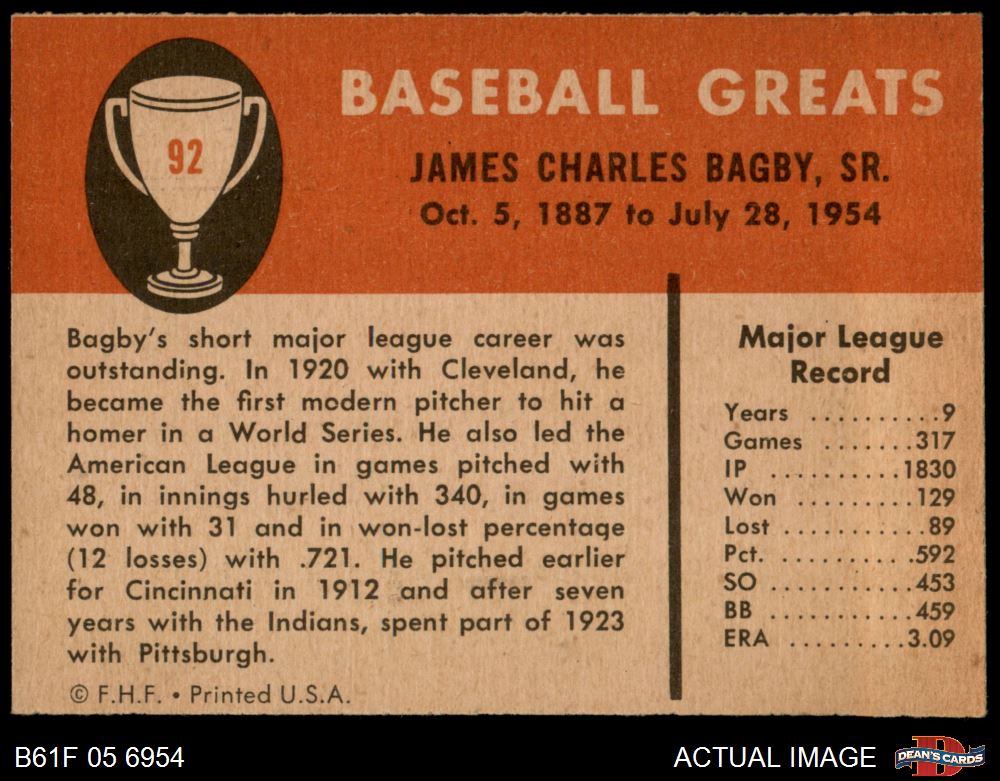 92
BASEBALL GREATS
JAMES CHARLES BAGBY, SR.
Oct. 5, 1887 to July 28, 1954
Bagby's short major league career was
outstanding. In 1920 with Cleveland, he
became the first modern pitcher to hit a
homer in a World Series. He also led the
American League in games pitched with
48, in innings hurled with 340, in games
won with 31 and in won-lost percentage
(12 losses) with .721. He pitched earlier
for Cincinnati in 1912 and after seven
years with the Indians, spent part of 1923
with Pittsburgh.
© F.H.F. • Printed U.S.A.
Major League
Record
Years ..........9
Games .......317
IP ..........1830
Won .........129
Lost ..........89
Pct. .........592
SO ..........453
BB ..........459
ERA .........3.09
B61F 05 6954
ACTUAL IMAGE
D
DEAN'S CARDS